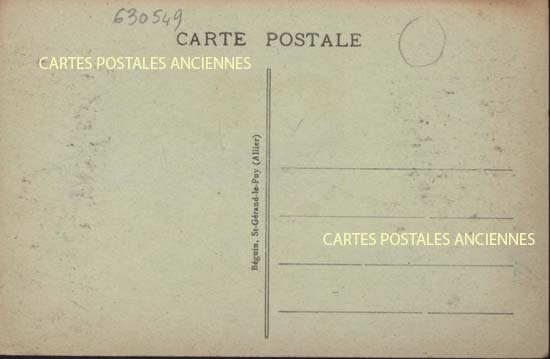 630549
CARTE POSTALE
CARTES POSTALES ANCIENNES
Béguin, St-Gérand-le-Puy (Allier)
CARTES POSTALES ANCIENNES